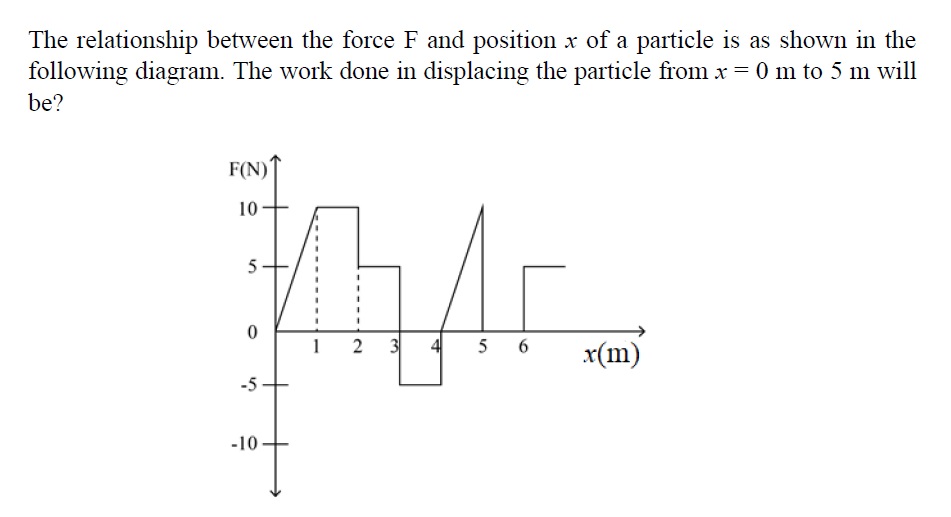 The relationship between the force F and position x of a particle is as shown in the
following diagram. The work done in displacing the particle from x = 0 m to 5 m will
be?
F(N)
10
5
0
1 2 3 4 5 6
x(m)
-5
-10